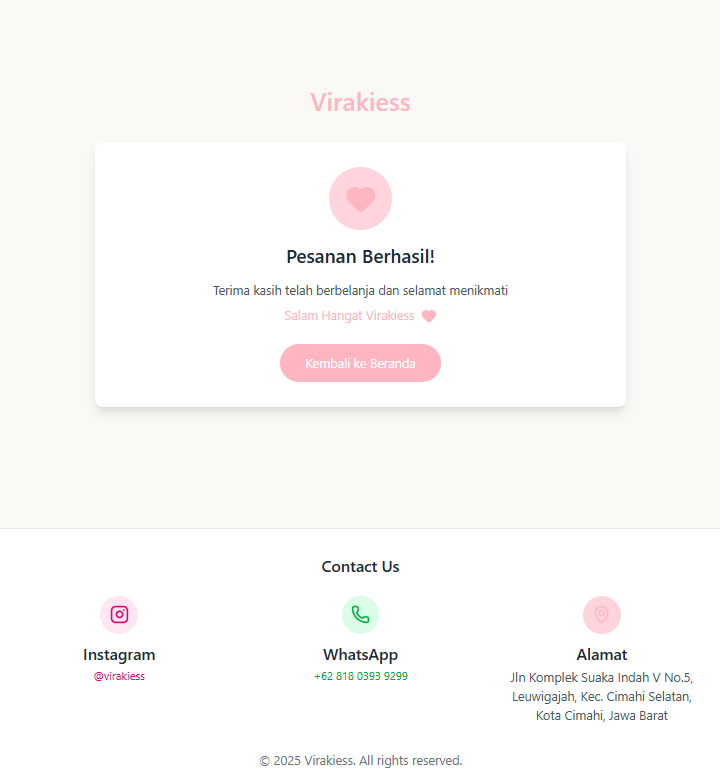 Virakiess
Pesanan Berhasil!
Terima kasih telah berbelanja dan selamat menikmati
Salam Hangat Virakiess
Kembali ke Beranda
Contact Us
Instagram
@virakiess
WhatsApp
+62 818 0393 9299
Alamat
Jln Komplek Suaka Indah V No.5,
Leuwigajah, Kec. Cimahi Selatan,
Kota Cimahi, Jawa Barat
© 2025 Virakiess. All rights reserved.